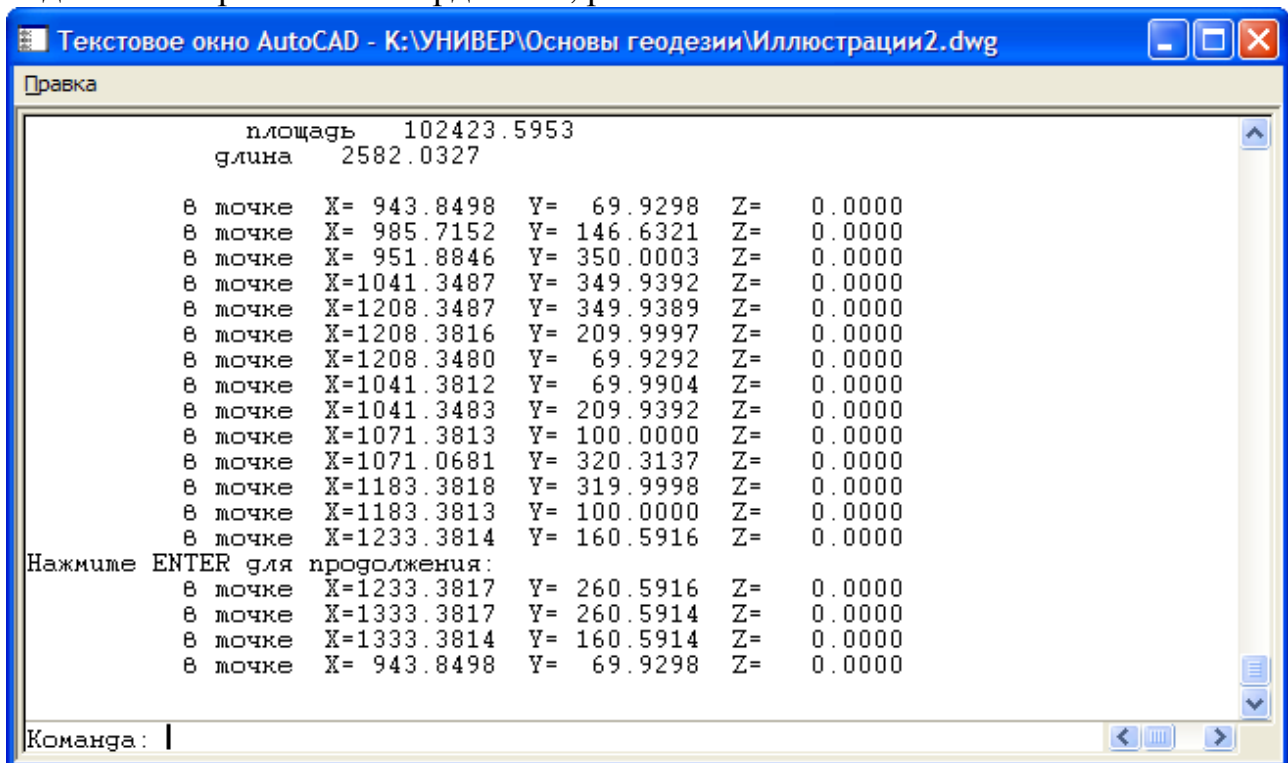 Текстовое окно AutoCAD - K:\УНИВЕР\Основы геодезии\Иллюстрации2.dwg
Правка
площадь 102423.5953
длина 2582.0327
в точке X= 943.8498 Y= 69.9298 Z= 0.0000
в точке X= 985.7152 Y= 146.6321 Z= 0.0000
в точке X= 951.8846 Y= 350.0003 Z= 0.0000
в точке X=1041.3487 Y= 349.9392 Z= 0.0000
в точке X=1208.3487 Y= 349.9389 Z= 0.0000
в точке X=1208.3816 Y= 209.9997 Z= 0.0000
в точке X=1208.3480 Y= 69.9292 Z= 0.0000
в точке X=1041.3812 Y= 69.9904 Z= 0.0000
в точке X=1041.3483 Y= 209.9392 Z= 0.0000
в точке X=1071.3813 Y= 100.0000 Z= 0.0000
в точке X=1071.0681 Y= 320.3137 Z= 0.0000
в точке X=1183.3818 Y= 319.9998 Z= 0.0000
в точке X=1183.3813 Y= 100.0000 Z= 0.0000
в точке X=1233.3814 Y= 160.5916 Z= 0.0000
Нажмите ENTER для продолжения:
в точке X=1233.3817 Y= 260.5916 Z= 0.0000
в точке X=1333.3817 Y= 260.5914 Z= 0.0000
в точке X=1333.3814 Y= 160.5914 Z= 0.0000
в точке X= 943.8498 Y= 69.9298 Z= 0.0000
Команда: